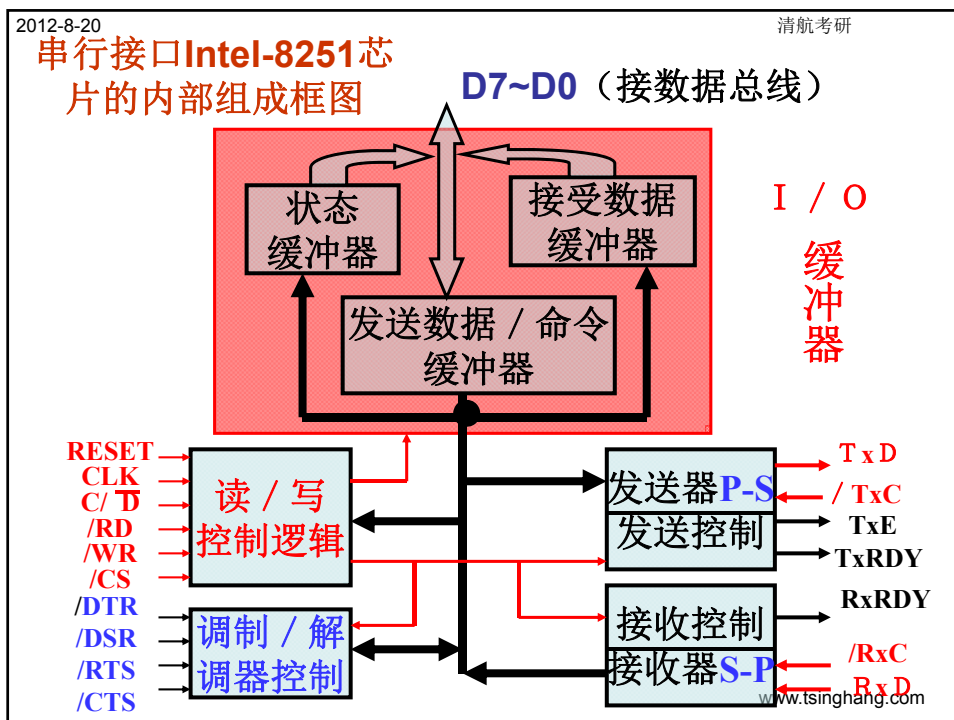 2012-8-20
清航考研
串行接口Intel-8251芯
片的内部组成框图
D7~D0（接数据总线）
状态
缓冲器
接受数据
缓冲器
发送数据／命令
缓冲器
Ｉ／Ｏ
缓
冲
器
RESET
CLK
C/ D̅
/RD
/WR
/CS
/DTR
/DSR
/RTS
/CTS
读／写
控制逻辑
调制／解
调器控制
发送器P-S
发送控制
接收控制
接收器S-P
ＴxＤ
/ TxC
TxE
TxRDY
RxRDY
/RxC
ＲxＤ
www.tsinghang.com